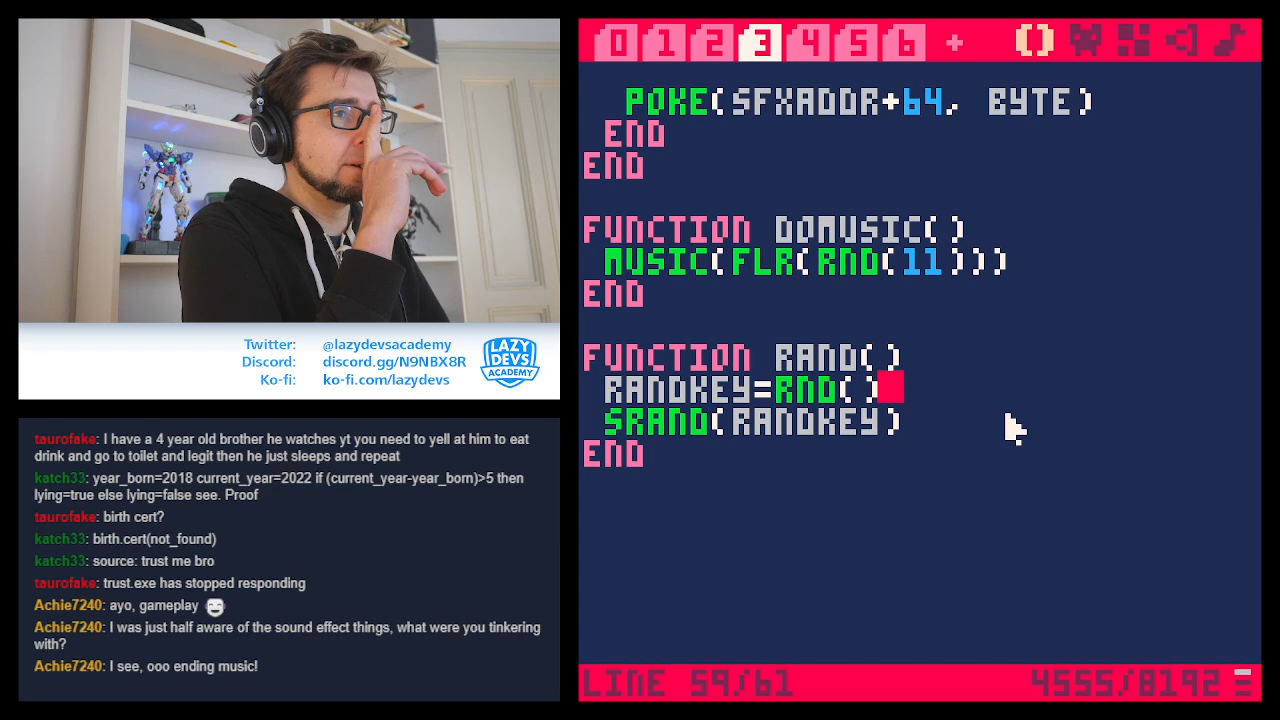 0 1 2 3 4 5 6 +
POKE(SFXADDR+64, BYTE)
END
END
FUNCTION DOMUSIC()
MUSIC(FLR(RND(11)))
END
FUNCTION RAND()
RANDKEY=RND()
SRAND(RANDKEY)
END
LINE 59/61 4555/8192
Twitter: @lazydevsacademy
Discord: discord.gg/N9NBX8R
Ko-fi: ko-fi.com/lazydevs
LAZY
DEVS
ACADEMY
taurofake: I have a 4 year old brother he watches yt you need to yell at him to eat
drink and go to toilet and legit then he just sleeps and repeat
katch33: year_born=2018 current_year=2022 if (current_year-year_born)>5 then
lying=true else lying=false see. Proof
taurofake: birth cert?
katch33: birth.cert(not_found)
katch33: source: trust me bro
taurofake: trust.exe has stopped responding
Achie7240: ayo, gameplay
Achie7240: I was just half aware of the sound effect things, what were you tinkering
with?
Achie7240: I see, ooo ending music!